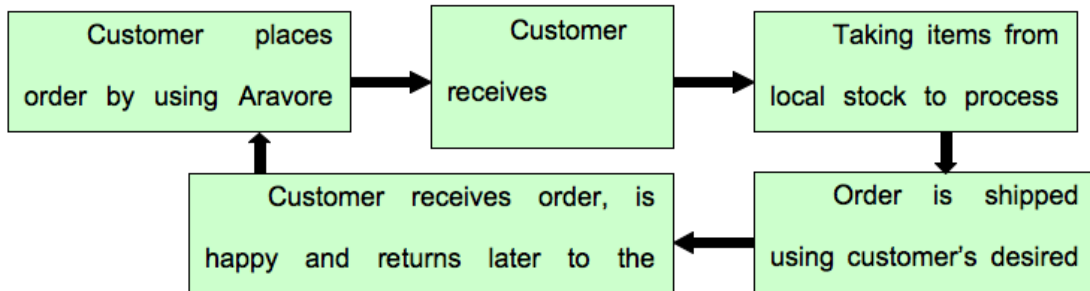 Customer places
order by using Aravore
Customer
receives
Taking items from
local stock to process
Order is shipped
using customer's desired
Customer receives order, is
happy and returns later to the